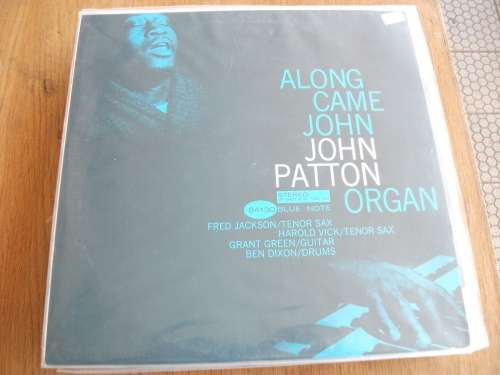 ALONG
CAME
JOHN
JOHN
PATTON
ORGAN
STEREO
84130 BLUE NOTE
FRED JACKSON/TENOR SAX
HAROLD VICK/TENOR SAX
GRANT GREEN/GUITAR
BEN DIXON/DRUMS